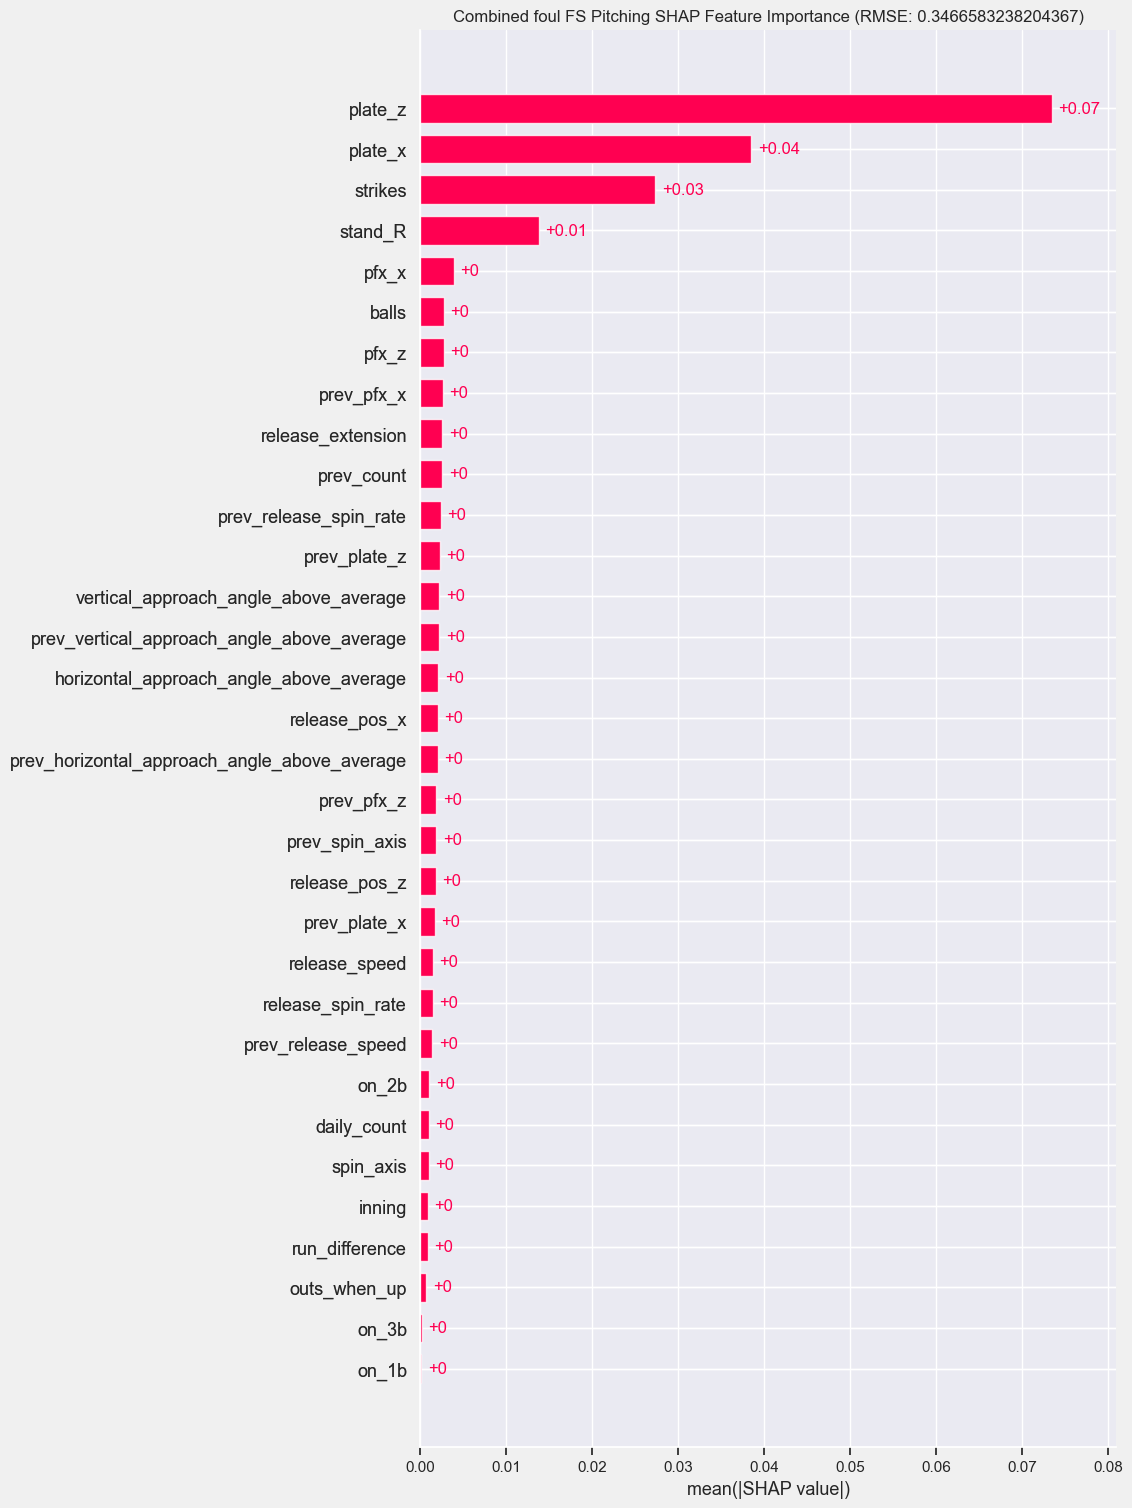 Combined foul FS Pitching SHAP Feature Importance (RMSE: 0.3466583238204367)
plate_z +0.07
plate_x +0.04
strikes +0.03
stand_R +0.01
pfx_x +0
balls +0
pfx_z +0
prev_pfx_x +0
release_extension +0
prev_count +0
prev_release_spin_rate +0
prev_plate_z +0
vertical_approach_angle_above_average +0
prev_vertical_approach_angle_above_average +0
horizontal_approach_angle_above_average +0
release_pos_x +0
prev_horizontal_approach_angle_above_average +0
prev_pfx_z +0
prev_spin_axis +0
release_pos_z +0
prev_plate_x +0
release_speed +0
release_spin_rate +0
prev_release_speed +0
on_2b +0
daily_count +0
spin_axis +0
inning +0
run_difference +0
outs_when_up +0
on_3b +0
on_1b +0
0.00 0.01 0.02 0.03 0.04 0.05 0.06 0.07 0.08
mean(|SHAP value|)